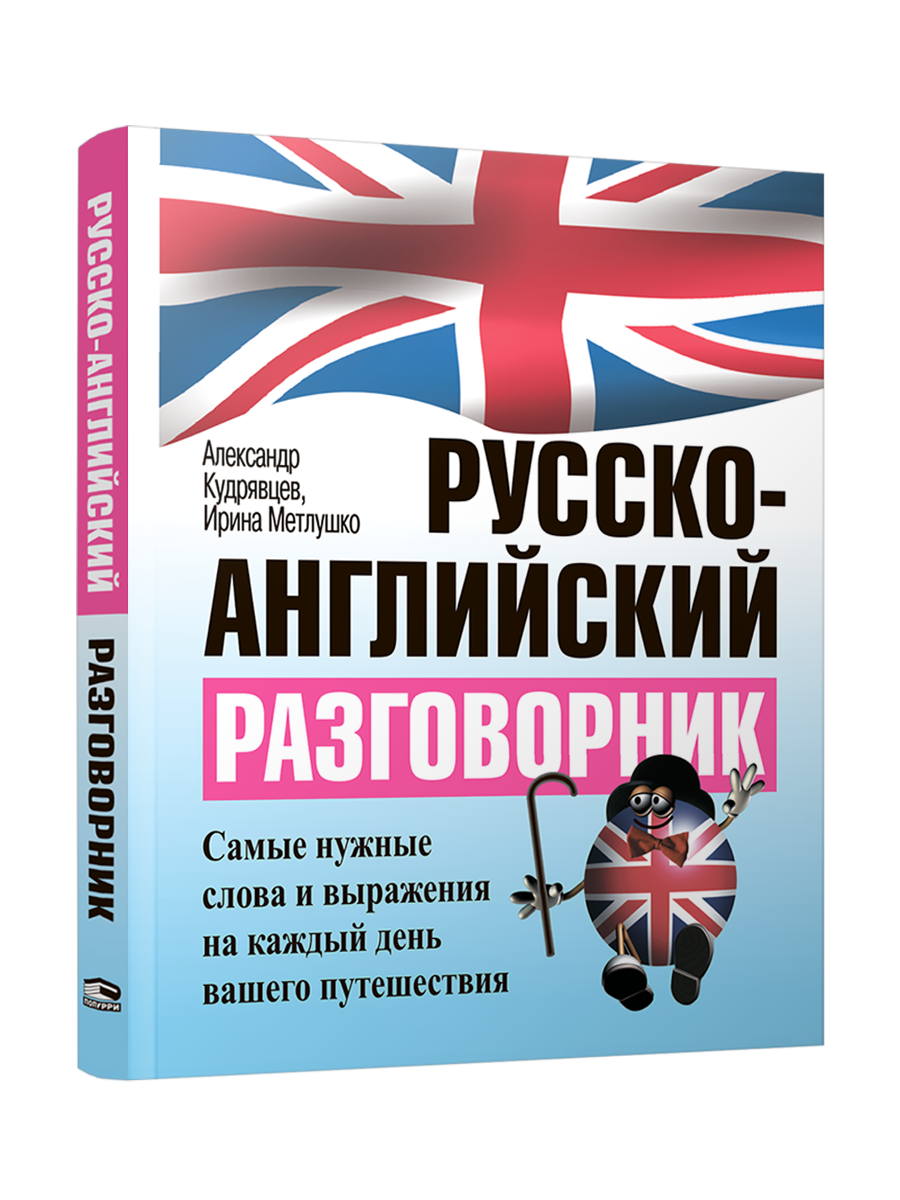 Александр
Кудрявцев,
Ирина Метлушко
РУССКО-
АНГЛИЙСКИЙ
РАЗГОВОРНИК
Самые нужные
слова и выражения
на каждый день
вашего путешествия
РУССКО-АНГЛИЙСКИЙ
РАЗГОВОРНИК
ПОПУРРИ